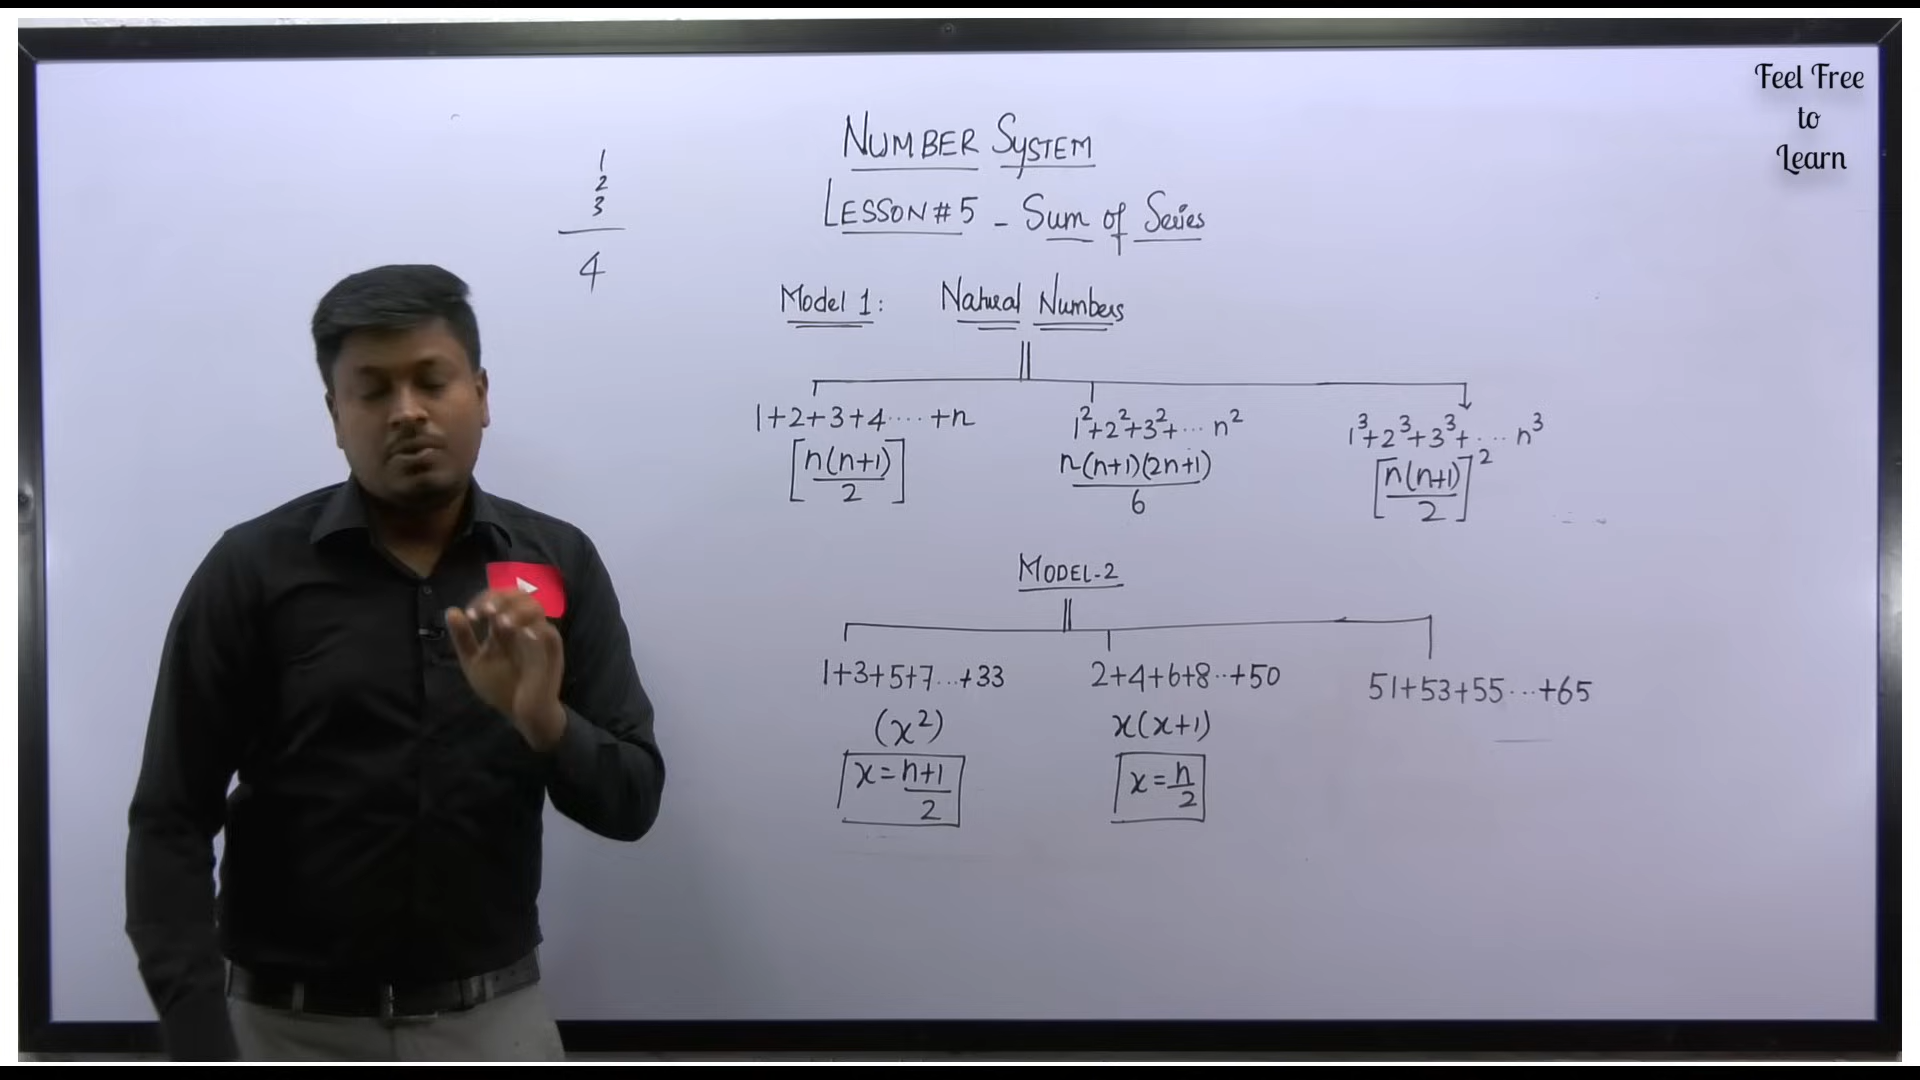 Feel Free
to
Learn
1
2
3
4
NUMBER SYSTEM
LESSON # 5 - Sum of Series
Model 1: Natural Numbers
1+2+3+4....+n
[n(n+1)/2]
1²+2²+3²+...n²
n(n+1)(2n+1)/6
1³+2³+3³+...n³
[n(n+1)/2]²
MODEL-2
1+3+5+7...+33
(x²)
x=n+1/2
2+4+6+8..+50
x(x+1)
x=n/2
51+53+55...+65